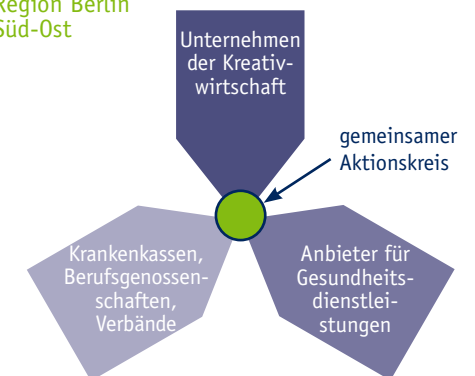 Region Berlin
Süd-Ost
Unternehmen
der Kreativ-
wirtschaft
gemeinsamer
Aktionskreis
Krankenkassen,
Berufsgenossen-
schaften,
Verbände
Anbieter für
Gesundheits-
dienstlei-
stungen